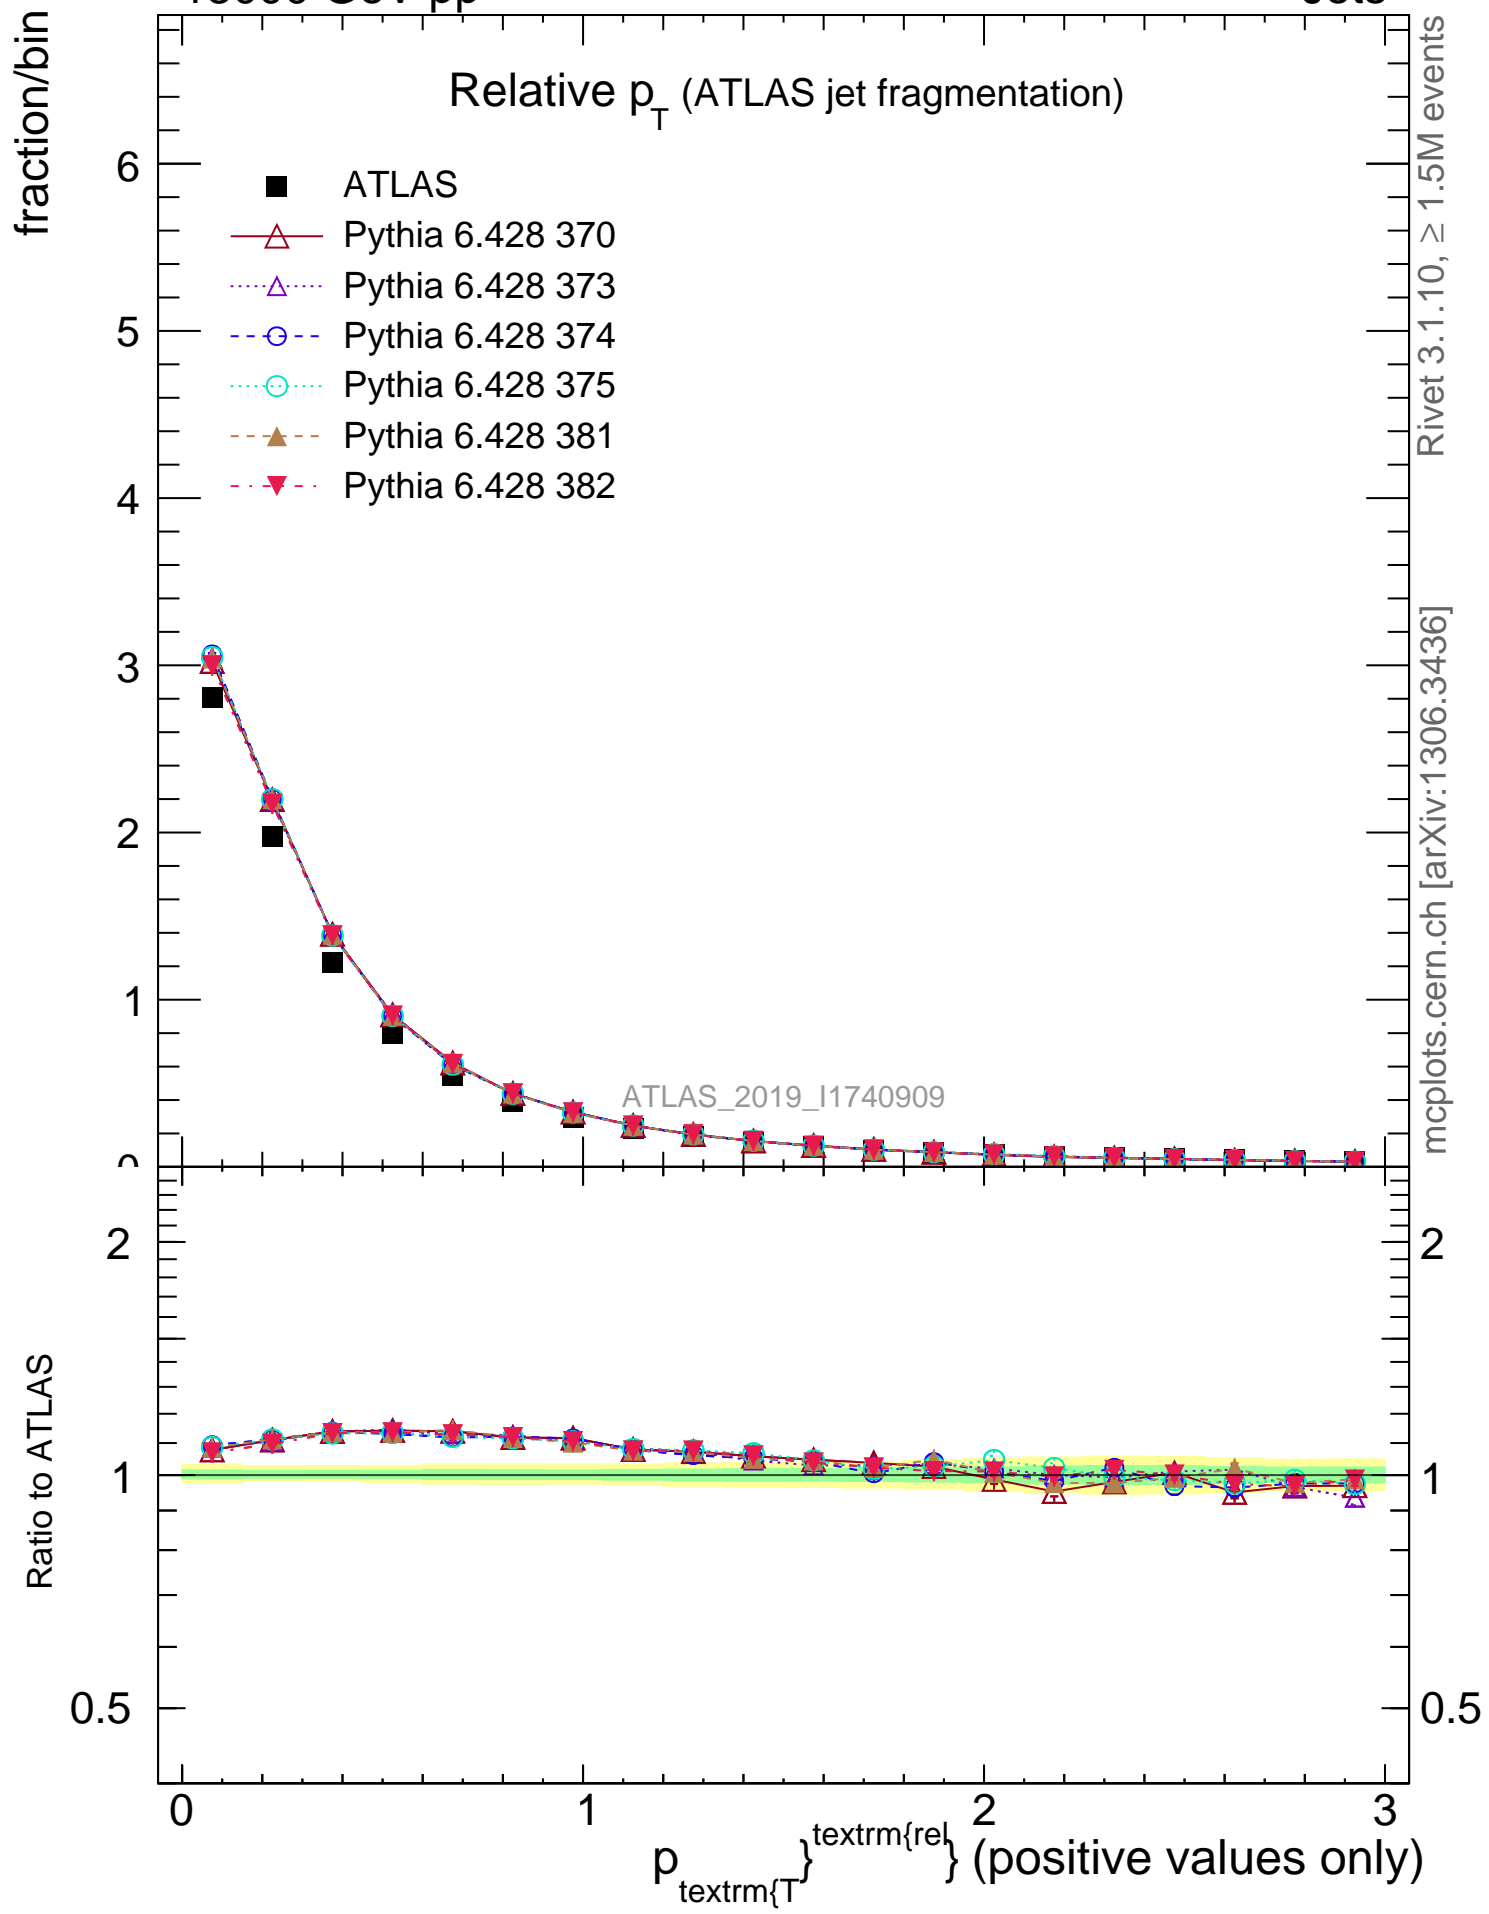 fraction/bin
Relative pT (ATLAS jet fragmentation)
ATLAS
Pythia 6.428 370
Pythia 6.428 373
Pythia 6.428 374
Pythia 6.428 375
Pythia 6.428 381
Pythia 6.428 382
6
5
4
3
2
1
0
ATLAS_2019_I1740909
Rivet 3.1.10, ≥ 1.5M events
mcplots.cern.ch [arXiv:1306.3436]
Ratio to ATLAS
2
1
0.5
2
1
0.5
0
1
2
3
p textrm{T}} textrm{rel} (positive values only)